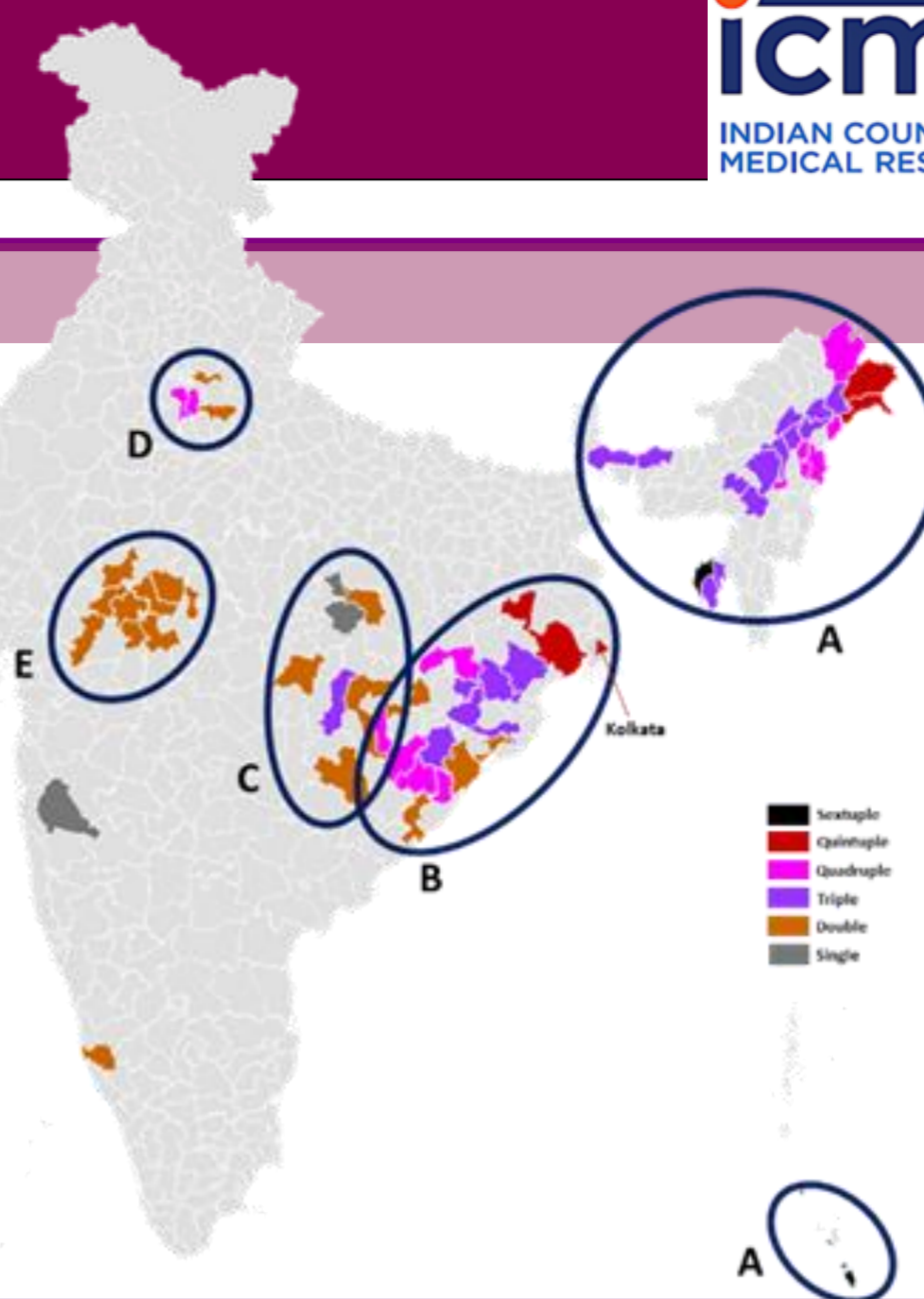 icm
INDIAN COUN
MEDICAL RES
D
A
E
Kolkata
C
B
Sextuple
Quintuple
Quadruple
Triple
Double
Single
A